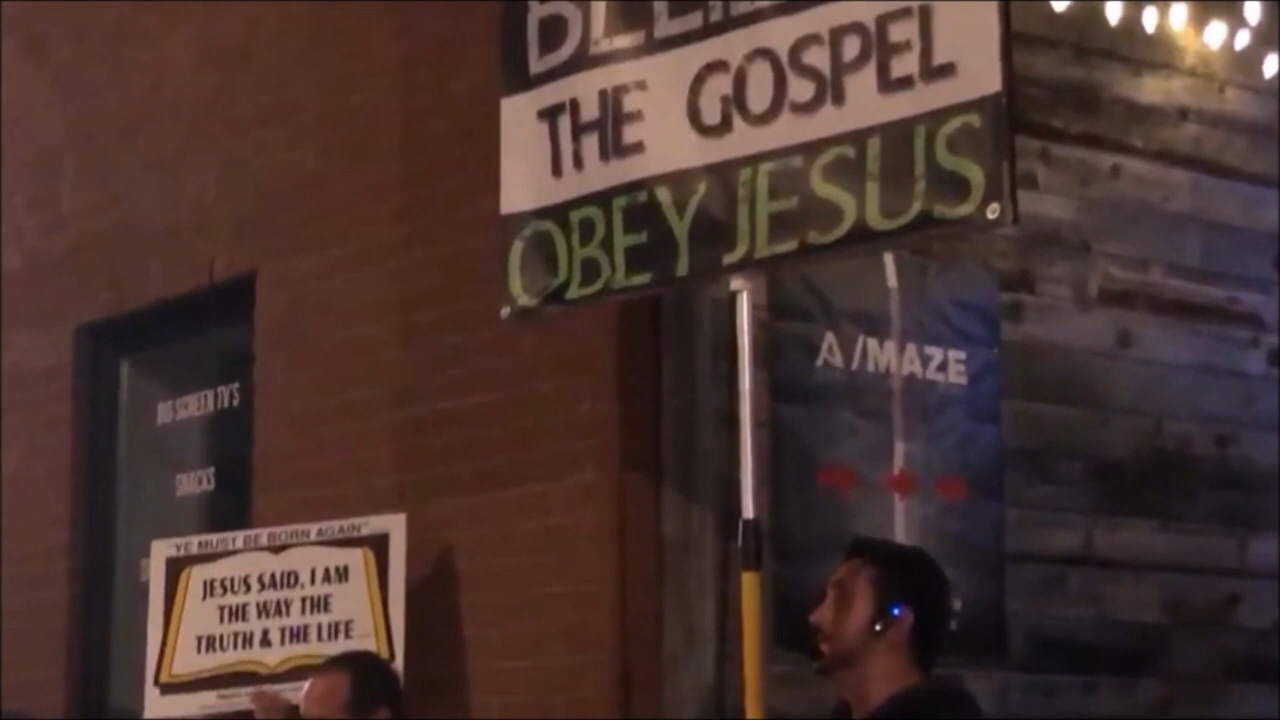 THE GOSPEL
OBEY JESUS.
A/MAZE
BIG SCREEN TV'S
SNACKS
"YE MUST BE BORN AGAIN"
JESUS SAID, I AM
THE WAY THE
TRUTH & THE LIFE